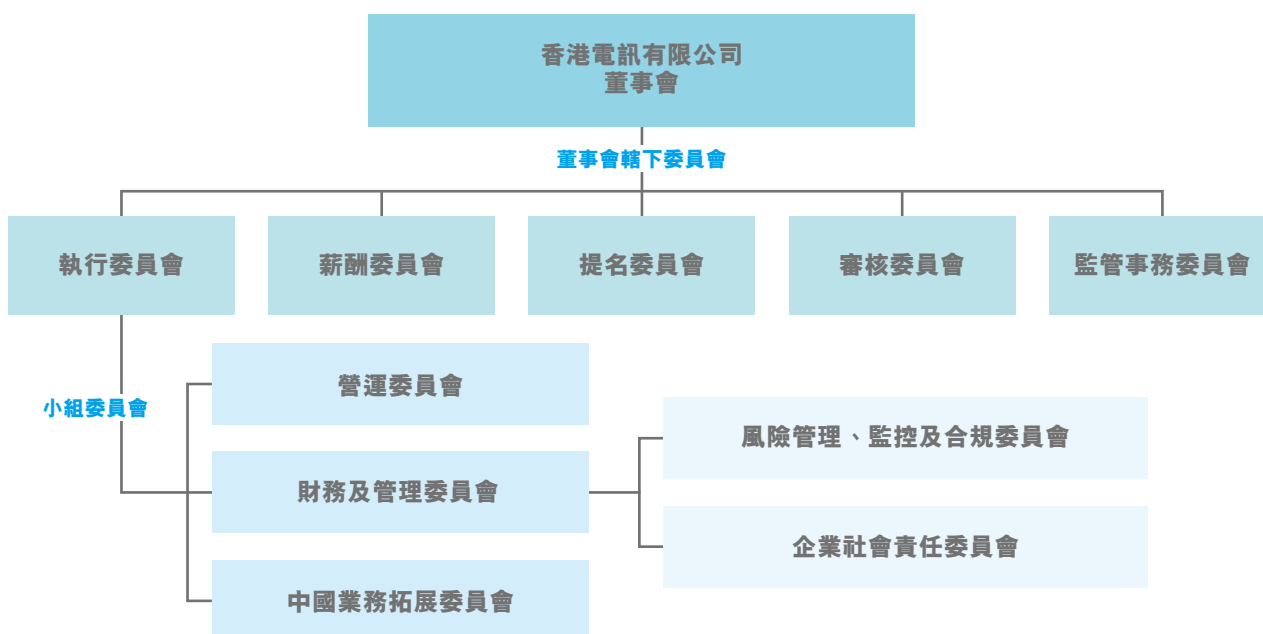 香港電訊有限公司
董事會
董事會轄下委員會
執行委員會
薪酬委員會
提名委員會
審核委員會
監管事務委員會
小組委員會
營運委員會
財務及管理委員會
中國業務拓展委員會
風險管理、監控及合規委員會
企業社會責任委員會